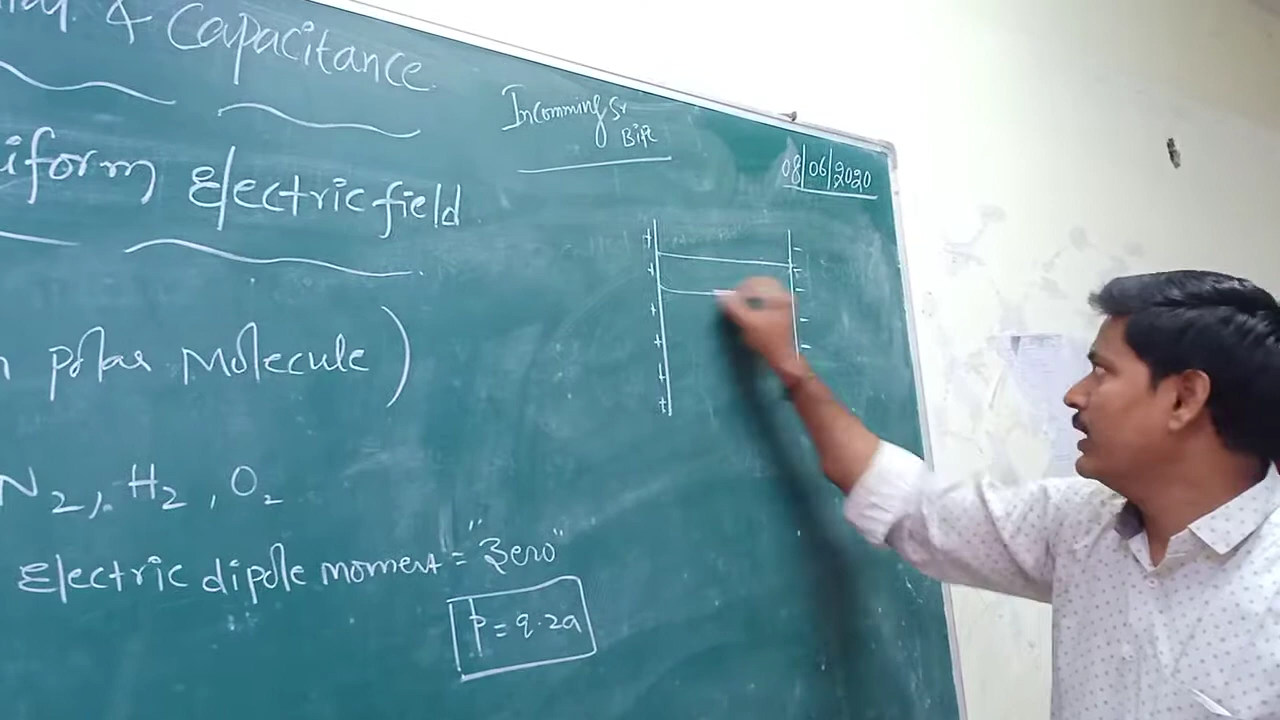 & Capacitance
Incomming Sr
BiPC
08/06/2020
iform Electric field
polar Molecule)
N₂, H₂, O₂
Electric dipole moment = "Zero"
P = q.2a
+
+
+
+
+
+
-
-
-
-
-